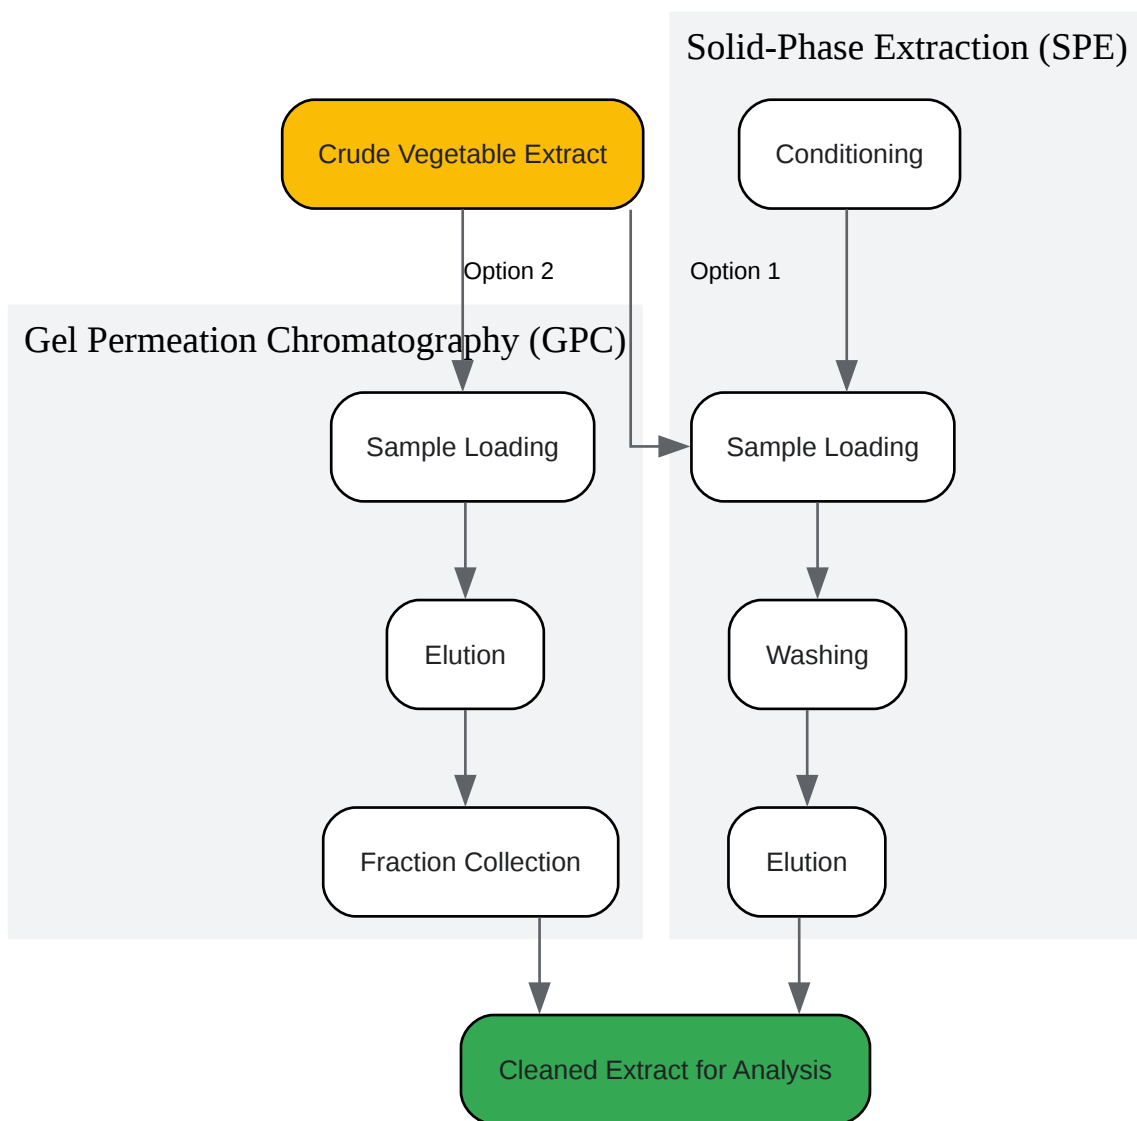 Solid-Phase Extraction (SPE)
Crude Vegetable Extract
Conditioning
Option 2
Option 1
Gel Permeation Chromatography (GPC)
Sample Loading
Sample Loading
Elution
Washing
Fraction Collection
Elution
Cleaned Extract for Analysis